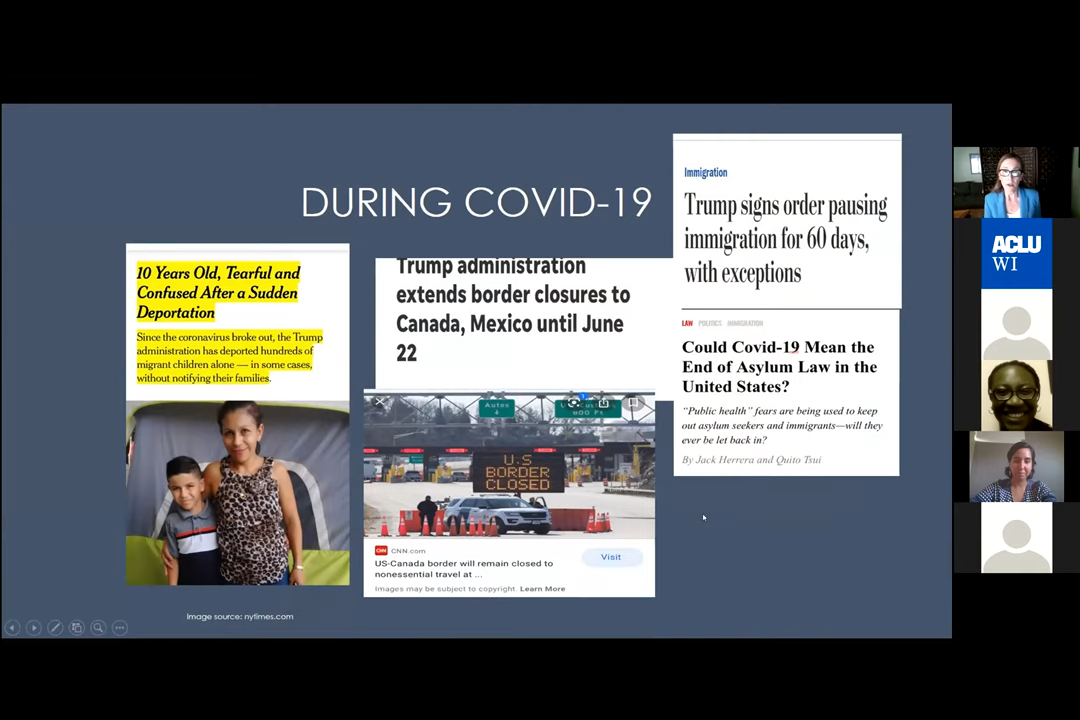 DURING COVID-19
10 Years Old, Tearful and
Confused After a Sudden
Deportation
Since the coronavirus broke out, the Trump
administration has deported hundreds of
migrant children alone — in some cases,
without notifying their families.
Image source: nytimes.com
Trump administration
extends border closures to
Canada, Mexico until June
22
Autos
4
U.S
BORDER
CLOSED
CNN CNN.com
US-Canada border will remain closed to
nonessential travel at ...
Visit
Images may be subject to copyright. Learn More
Immigration
Trump signs order pausing
immigration for 60 days,
with exceptions
LAW POLITICS IMMIGRATION
Could Covid-19 Mean the
End of Asylum Law in the
United States?
“Public health” fears are being used to keep
out asylum seekers and immigrants—will they
ever be let back in?
By Jack Herrera and Quito Tsui
ACLU
WI